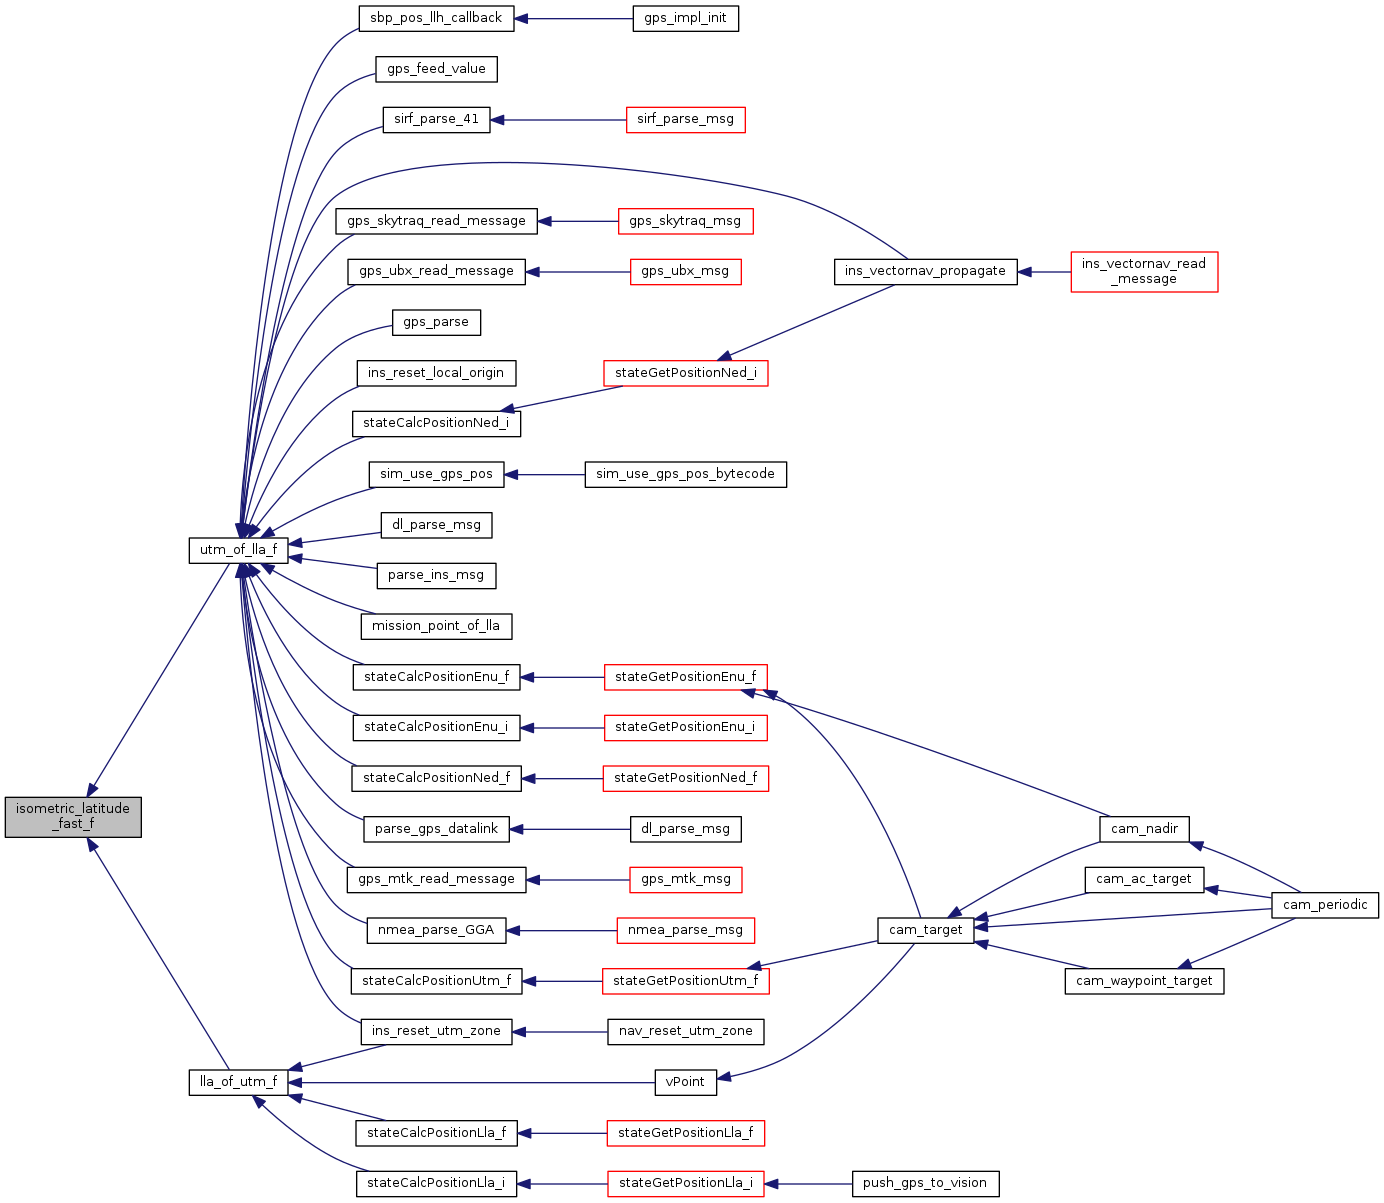 sbp_pos_llh_callback
gps_impl_init
gps_feed_value
sirf_parse_41
sirf_parse_msg
gps_skytraq_read_message
gps_skytraq_msg
gps_ubx_read_message
gps_ubx_msg
ins_vectornav_propagate
ins_vectornav_read
_message
gps_parse
ins_reset_local_origin
stateGetPositionNed_i
stateCalcPositionNed_i
sim_use_gps_pos
sim_use_gps_pos_bytecode
dl_parse_msg
utm_of_lla_f
parse_ins_msg
mission_point_of_lla
stateCalcPositionEnu_f
stateGetPositionEnu_f
stateCalcPositionEnu_i
stateGetPositionEnu_i
stateCalcPositionNed_f
stateGetPositionNed_f
isometric_latitude
_fast_f
parse_gps_datalink
dl_parse_msg
cam_nadir
gps_mtk_read_message
gps_mtk_msg
cam_ac_target
cam_periodic
nmea_parse_GGA
nmea_parse_msg
cam_target
stateCalcPositionUtm_f
stateGetPositionUtm_f
cam_waypoint_target
ins_reset_utm_zone
nav_reset_utm_zone
lla_of_utm_f
vPoint
stateCalcPositionLla_f
stateGetPositionLla_f
stateCalcPositionLla_i
stateGetPositionLla_i
push_gps_to_vision